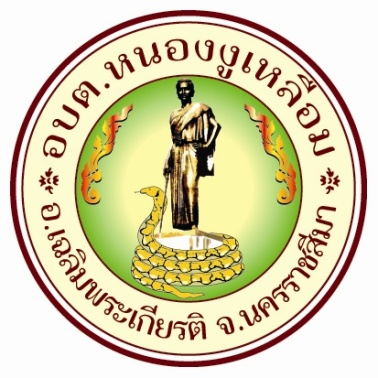 อบต.หนองงูเหลือม
อ.เฉลิมพระเกียรติ จ.นครราชสีมา